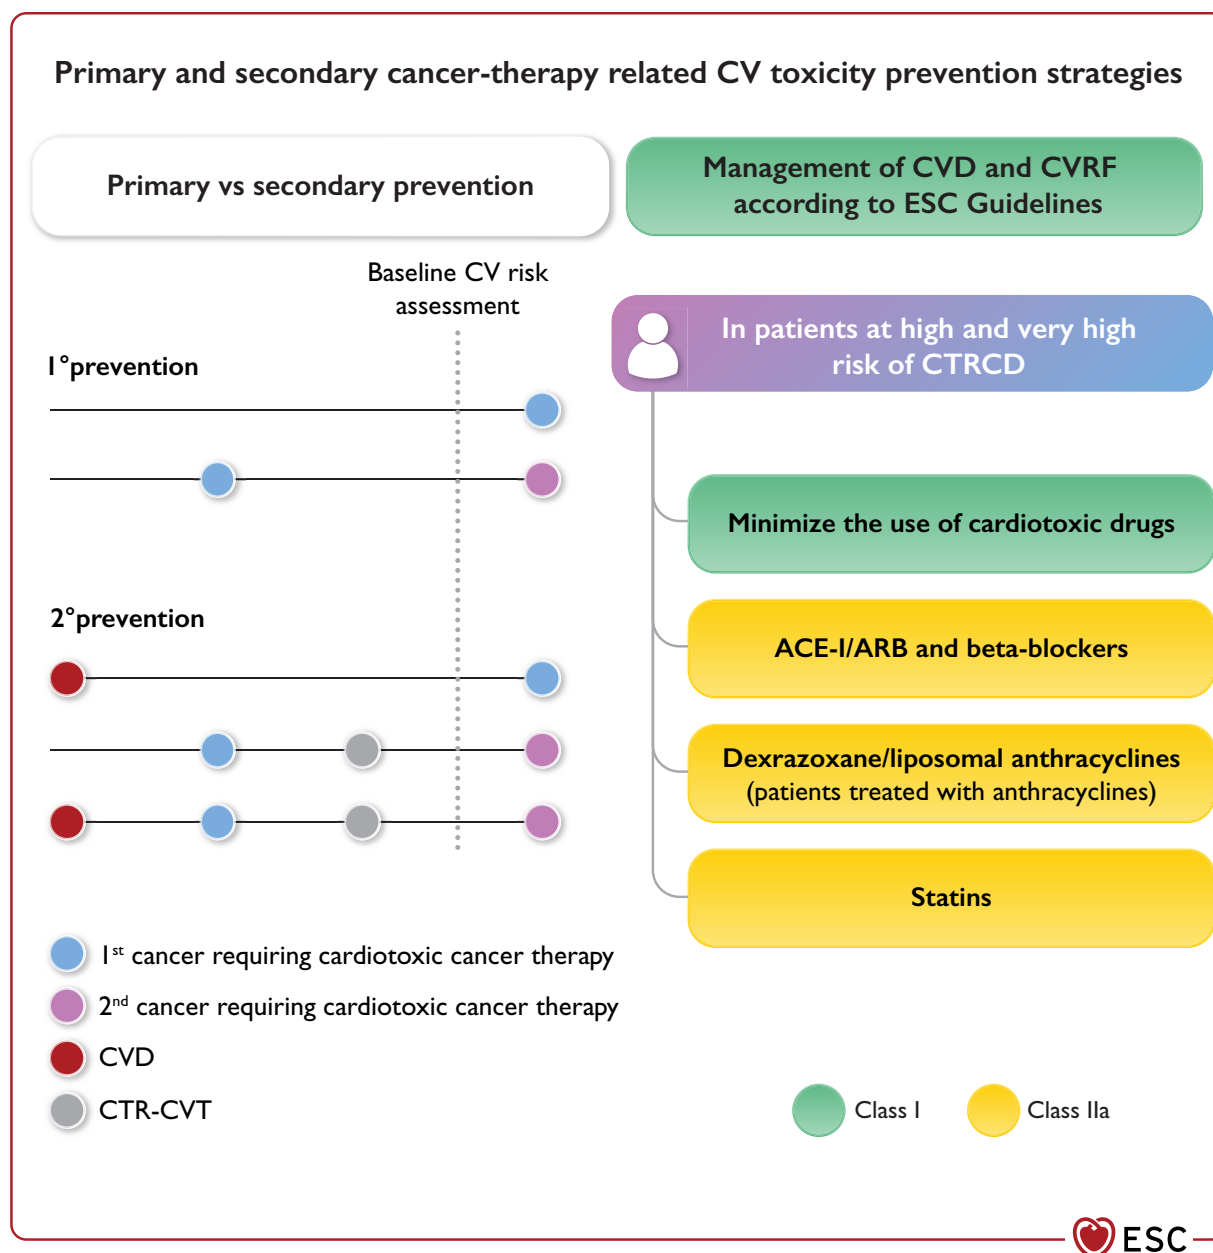 Primary and secondary cancer-therapy related CV toxicity prevention strategies
Primary vs secondary prevention
Baseline CV risk
assessment
1°prevention
2°prevention
1st cancer requiring cardiotoxic cancer therapy
2nd cancer requiring cardiotoxic cancer therapy
CVD
CTR-CVT
Management of CVD and CVRF
according to ESC Guidelines
In patients at high and very high
risk of CTRCD
Minimize the use of cardiotoxic drugs
ACE-I/ARB and beta-blockers
Dexrazoxane/liposomal anthracyclines
(patients treated with anthracyclines)
Statins
Class I
Class IIa
ESC